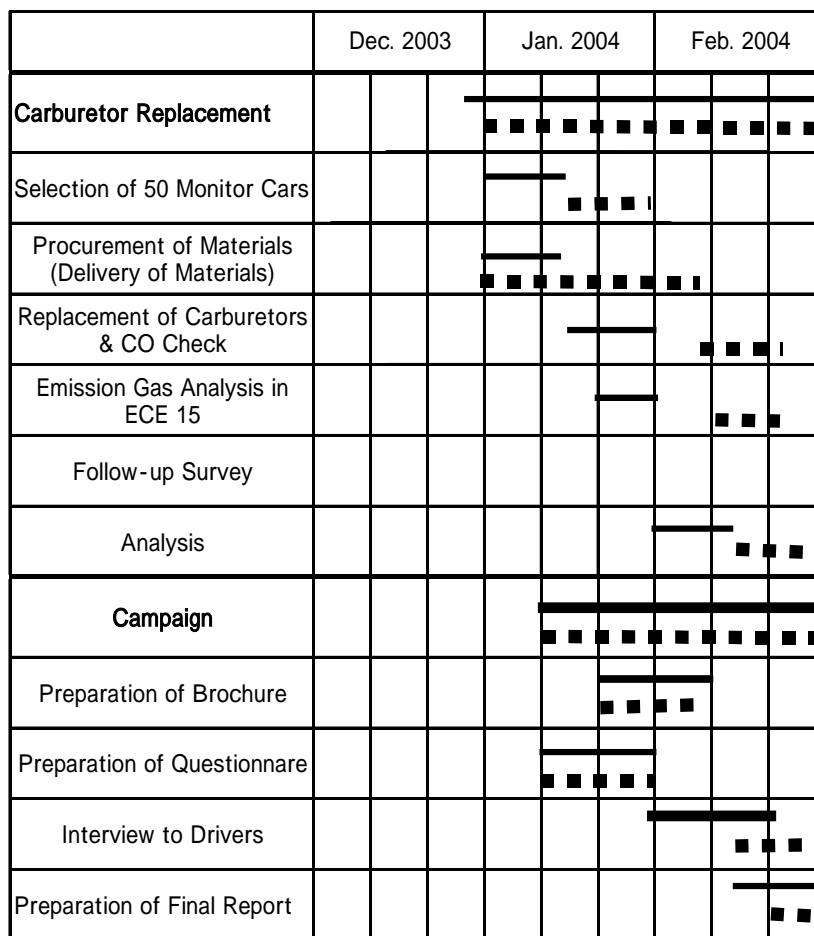 Dec. 2003
Jan. 2004
Feb. 2004
Carburetor Replacement
Selection of 50 Monitor Cars
Procurement of Materials
(Delivery of Materials)
Replacement of Carburetors
& CO Check
Emission Gas Analysis in
ECE 15
Follow-up Survey
Analysis
Campaign
Preparation of Brochure
Preparation of Questionnare
Interview to Drivers
Preparation of Final Report